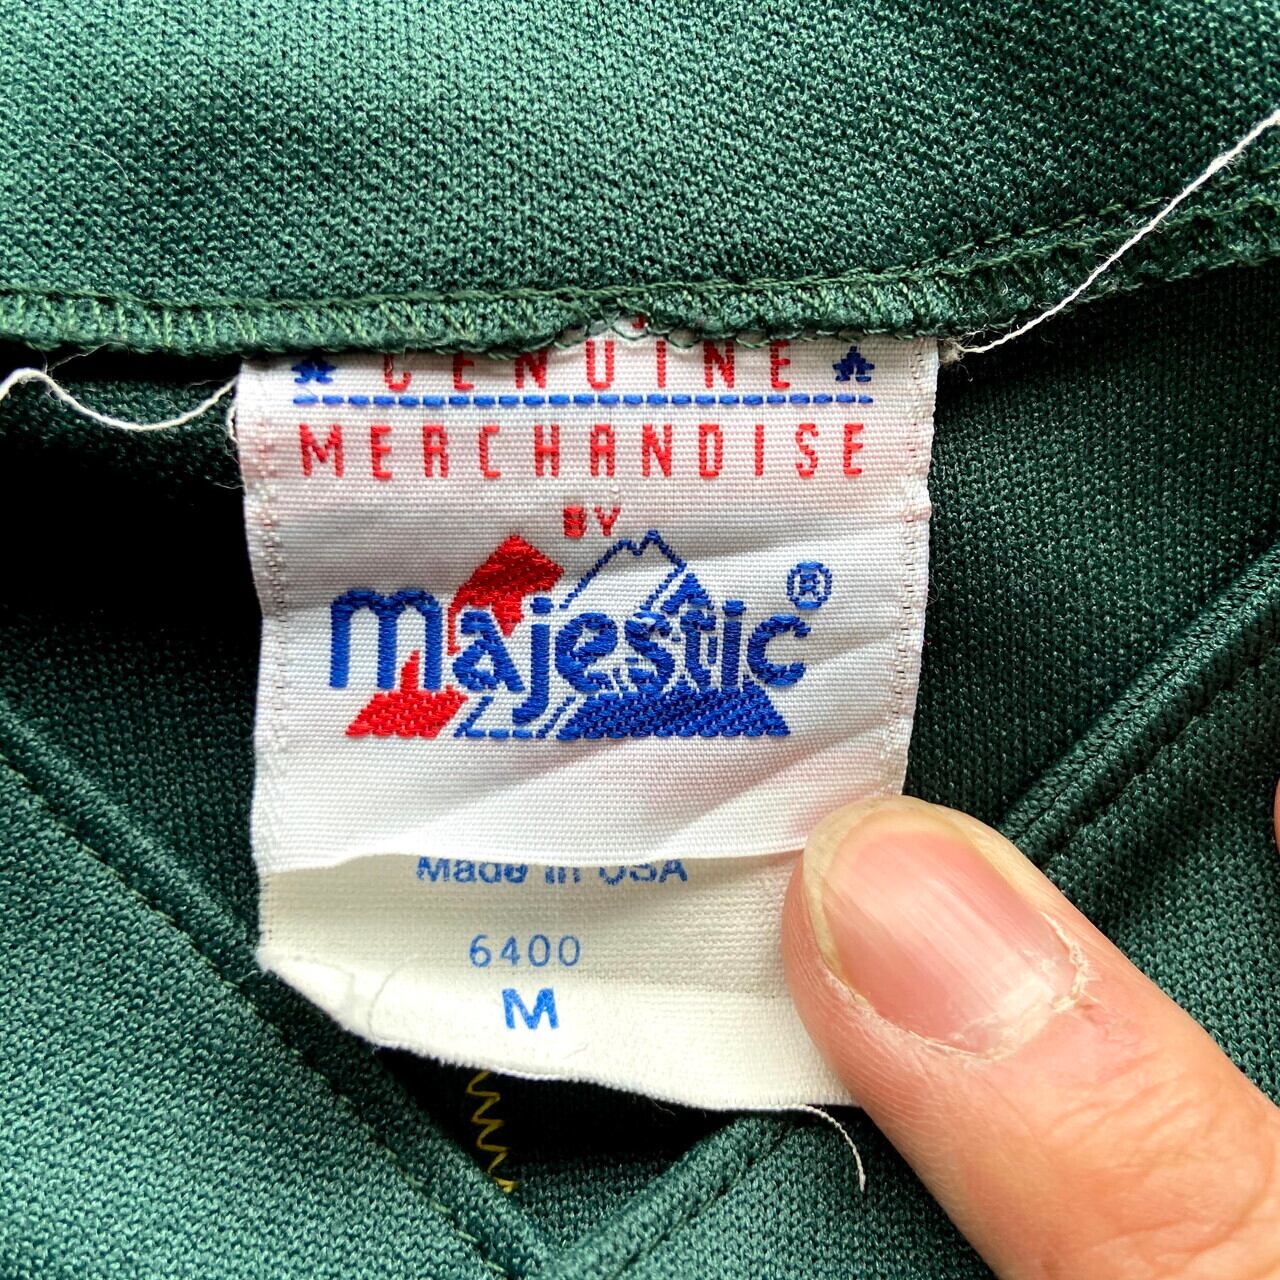 GENUINE
MERCHANDISE
BY
majestic®
Made in USA
6400
M